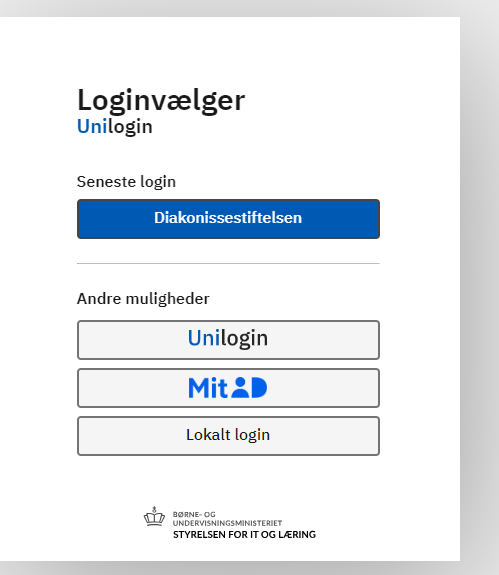 Loginvælger
Unilogin
Seneste login
Diakonissestiftelsen
Andre muligheder
Unilogin
MitID
Lokalt login
BØRNE- OG
UNDERVISNINGSMINISTERIET
STYRELSEN FOR IT OG LÆRING